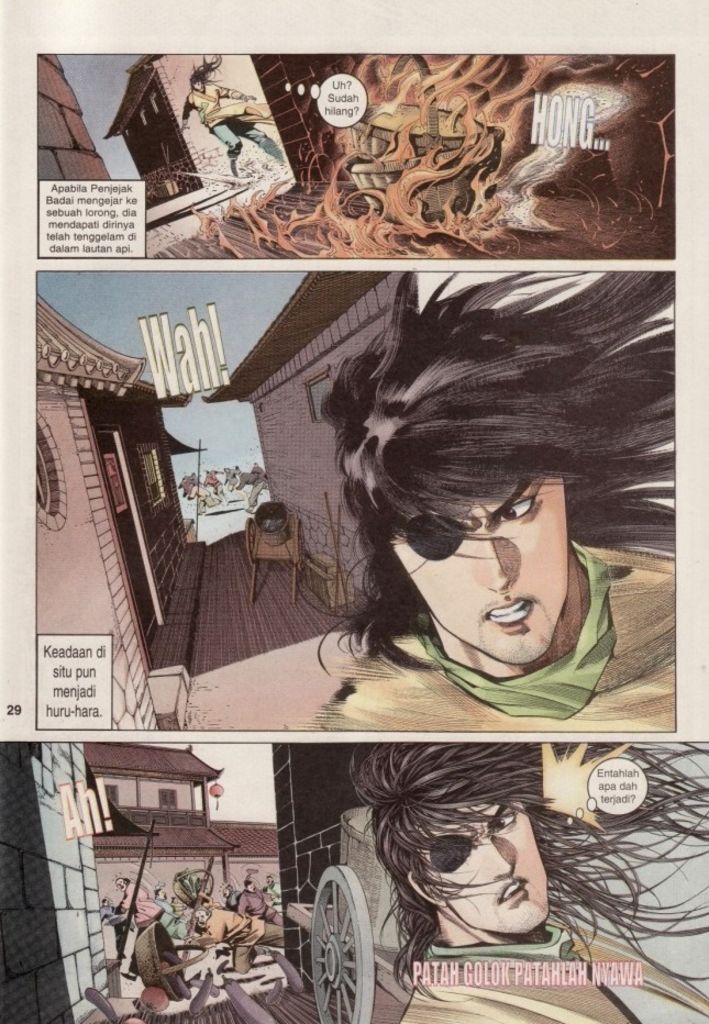 Uh?
Sudah
hilang?
HONG...
Apabila Penjejak
Badai mengejar ke
sebuah lorong, dia
mendapati dirinya
telah tenggelam di
dalam lautan api.
Wah!
Keadaan di
situ pun
menjadi
huru-hara.
29
Ah!
Entahlah
apa dah
terjadi?
PATAH GOLOK PATAHLAH NYAWA